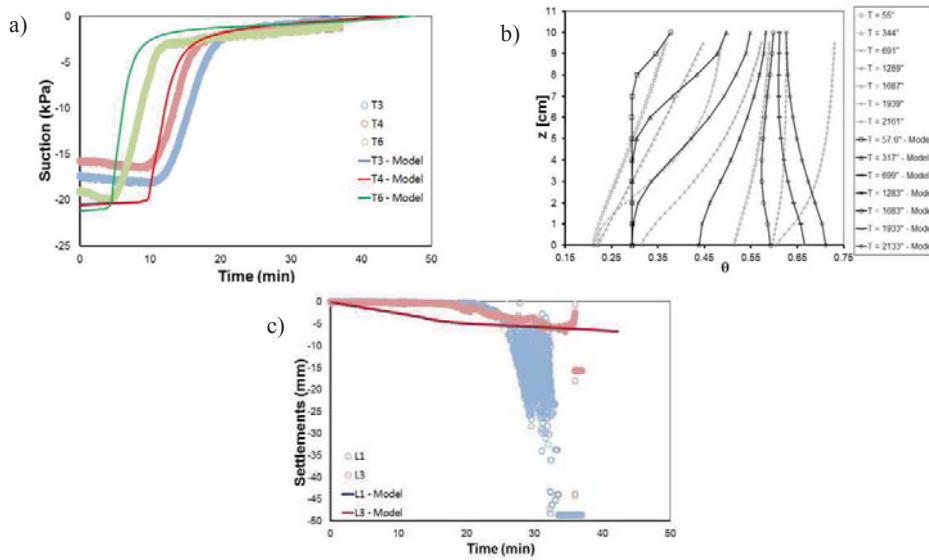 a)
Suction (kPa)
0
-5
-10
-15
-20
-25
0 10 20 30 40 50
Time (min)
T3
T4
T6
T3 - Model
T4 - Model
T6 - Model
b)
z [cm]
11
10
9
8
7
6
5
4
3
2
1
0
0.15 0.25 0.35 0.45 0.55 0.65 0.75
θ
T = 55"
T = 344"
T = 691"
T = 1289"
T = 1687"
T = 1939"
T = 2161"
T = 57.6" - Model
T = 317" - Model
T = 699" - Model
T = 1283" - Model
T = 1683" - Model
T = 1933" - Model
T = 2133" - Model
c)
Settlements (mm)
0
-5
-10
-15
-20
-25
-30
-35
-40
-45
-50
0 10 20 30 40 50
Time (min)
L1
L3
L1 - Model
L3 - Model